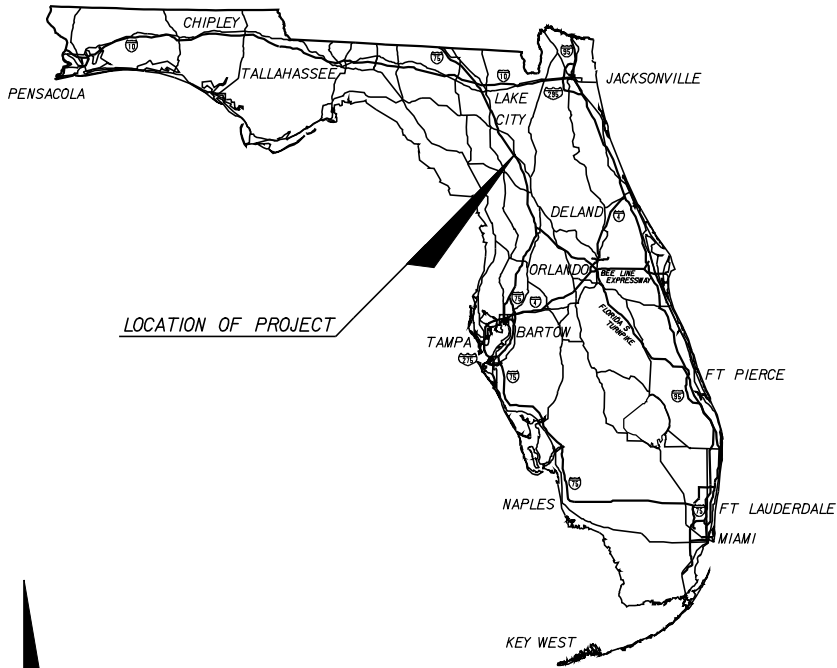 CHIPLEY
10
75
95
10
TALLAHASSEE
JACKSONVILLE
PENSACOLA
LAKE
CITY
295
DELAND
4
ORLANDO
BEE LINE
EXPRESSWAY
75
4
FLORIDA'S
TURNPIKE
LOCATION OF PROJECT
TAMPA
BARTOW
275
75
FT PIERCE
95
75
NAPLES
75
FT LAUDERDALE
MIAMI
KEY WEST